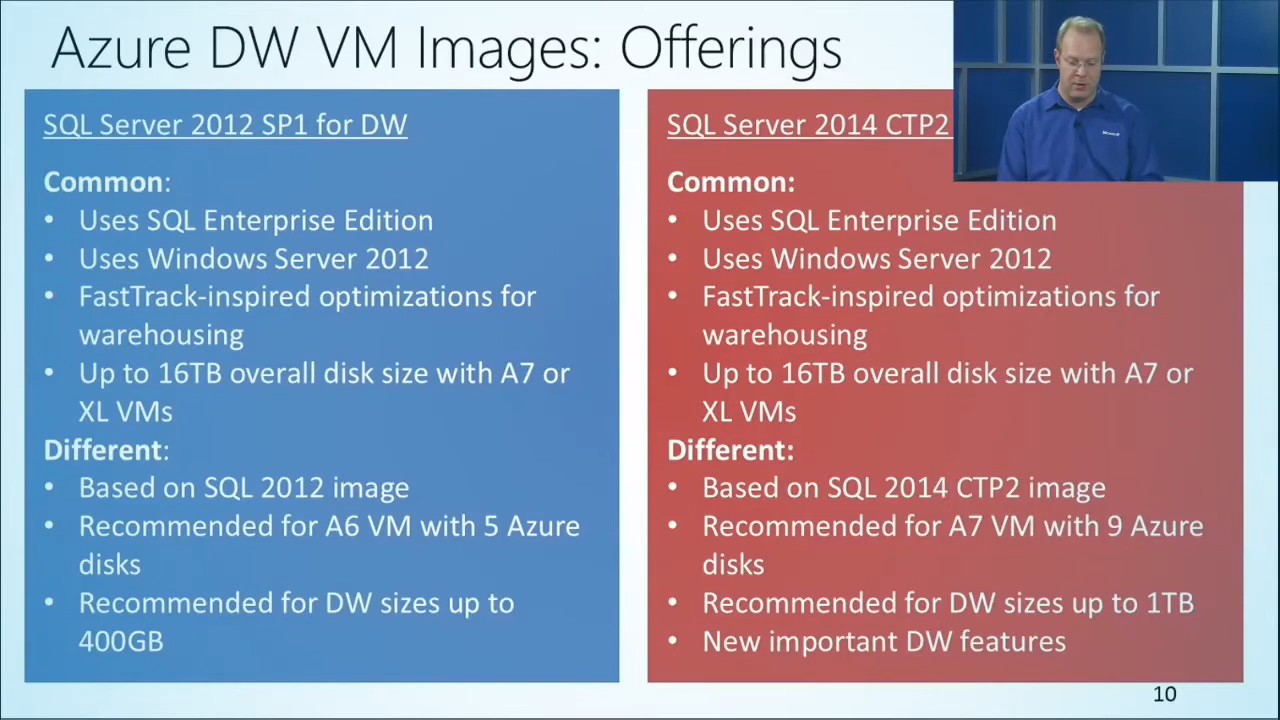 Azure DW VM Images: Offerings
SQL Server 2012 SP1 for DW
Common:
• Uses SQL Enterprise Edition
• Uses Windows Server 2012
• FastTrack-inspired optimizations for
warehousing
• Up to 16TB overall disk size with A7 or
XL VMs
Different:
• Based on SQL 2012 image
• Recommended for A6 VM with 5 Azure
disks
• Recommended for DW sizes up to
400GB
SQL Server 2014 CTP2
Common:
• Uses SQL Enterprise Edition
• Uses Windows Server 2012
• FastTrack-inspired optimizations for
warehousing
• Up to 16TB overall disk size with A7 or
XL VMs
Different:
• Based on SQL 2014 CTP2 image
• Recommended for A7 VM with 9 Azure
disks
• Recommended for DW sizes up to 1TB
• New important DW features
Microsoft
10